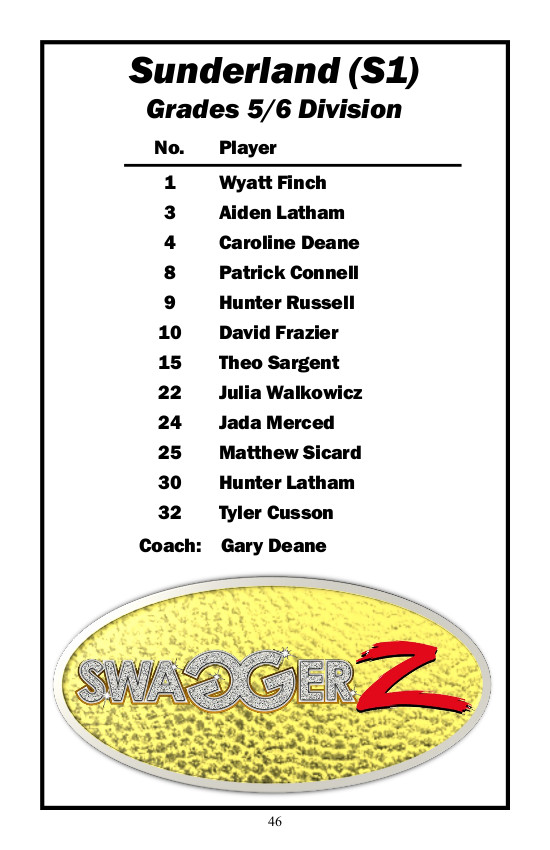 Sunderland (S1)
Grades 5/6 Division
No. Player
1 Wyatt Finch
3 Aiden Latham
4 Caroline Deane
8 Patrick Connell
9 Hunter Russell
10 David Frazier
15 Theo Sargent
22 Julia Walkowicz
24 Jada Merced
25 Matthew Sicard
30 Hunter Latham
32 Tyler Cusson
Coach: Gary Deane
SWAGGERZ
46